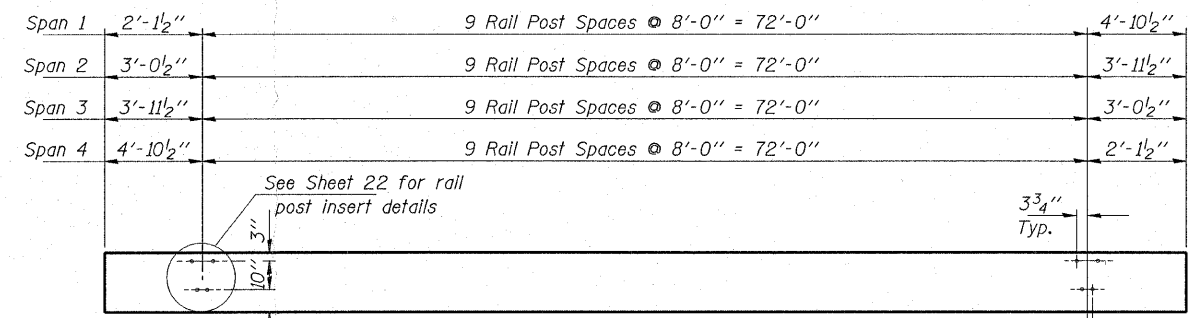 Span 1 2'-1½" 9 Rail Post Spaces @ 8'-0" = 72'-0" 4'-10½"
Span 2 3'-0½" 9 Rail Post Spaces @ 8'-0" = 72'-0" 3'-11½"
Span 3 3'-11½" 9 Rail Post Spaces @ 8'-0" = 72'-0" 3'-0½"
Span 4 4'-10½" 9 Rail Post Spaces @ 8'-0" = 72'-0" 2'-1½"
See Sheet 22 for rail
post insert details
3¾"
Typ.
3"
10"